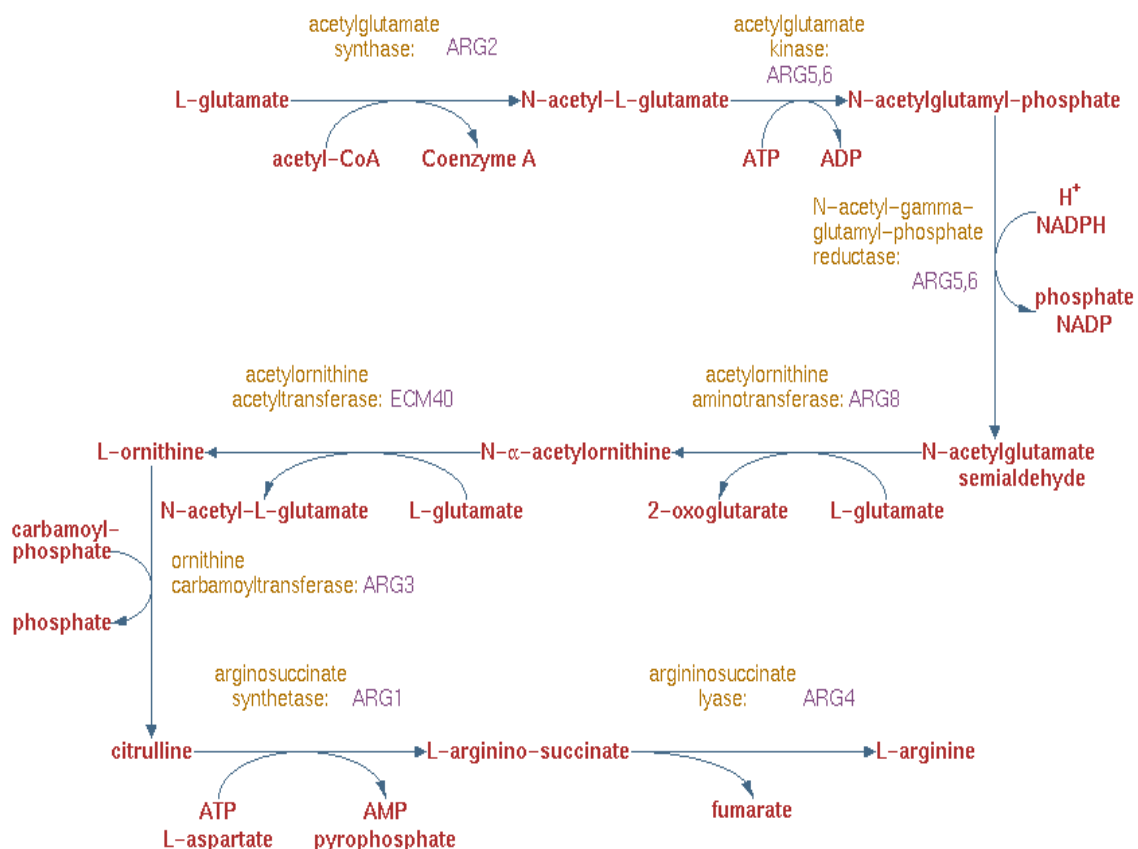 acetylglutamate
synthase: ARG2
acetylglutamate
kinase:
ARG5,6
L-glutamate
N-acetyl-L-glutamate
N-acetylglutamyl-phosphate
acetyl-CoA
Coenzyme A
ATP
ADP
N-acetyl-gamma-
glutamyl-phosphate
reductase:
ARG5,6
H+
NADPH
phosphate
NADP
acetylornithine
acetyltransferase: ECM40
acetylornithine
aminotransferase: ARG8
L-ornithine
N-α-acetylornithine
N-acetylglutamate
semialdehyde
N-acetyl-L-glutamate
L-glutamate
2-oxoglutarate
L-glutamate
carbamoyl-
phosphate
phosphate
ornithine
carbamoyltransferase: ARG3
arginosuccinate
synthetase: ARG1
argininosuccinate
lyase: ARG4
citrulline
L-arginino-succinate
L-arginine
ATP
L-aspartate
AMP
pyrophosphate
fumarate